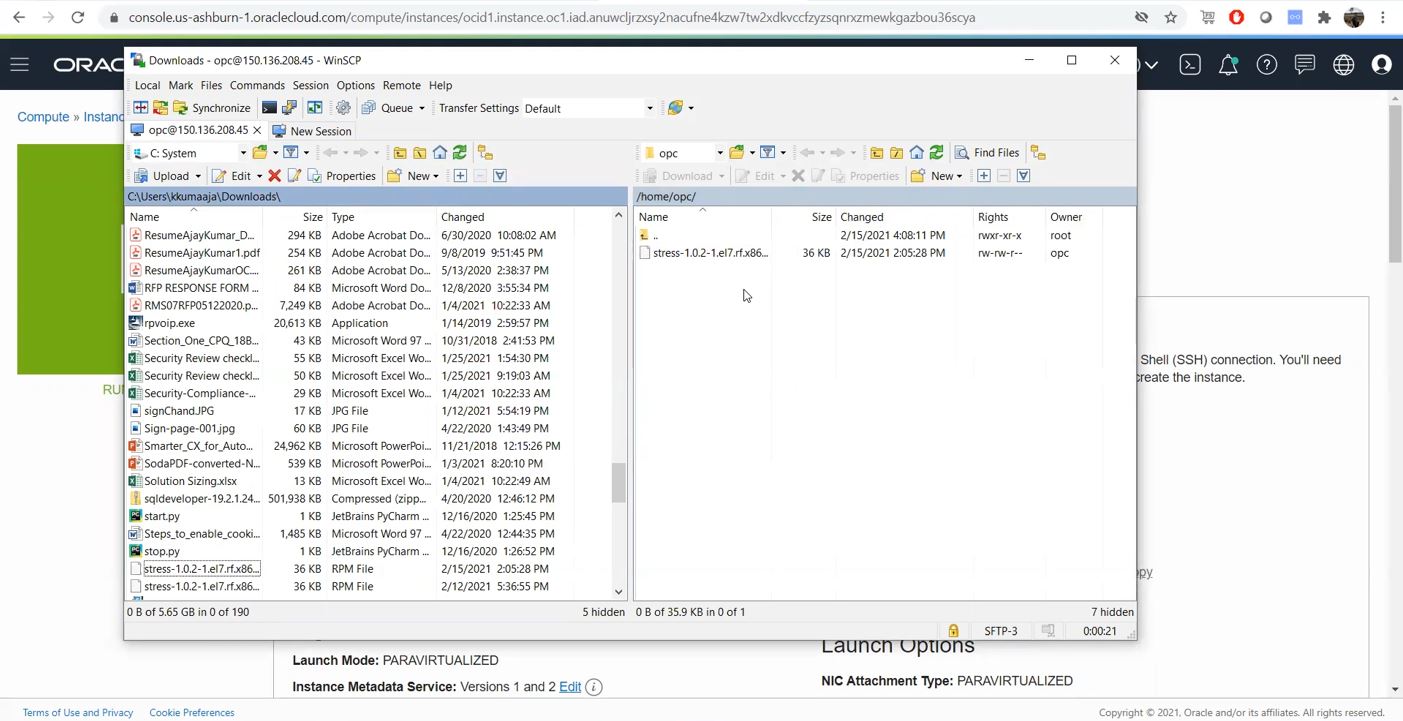 console.us-ashburn-1.oraclecloud.com/compute/instances/ocid1.instance.oc1.iad.anuwcljrzxsy2nacufne4kzw7tw2xdkvccfzyzsqnrxzmewkgazbou36scya
ORAC
Downloads - opc@150.136.208.45 - WinSCP
Local Mark Files Commands Session Options Remote Help
Synchronize Queue Transfer Settings Default
Compute » Instanc
opc@150.136.208.45 New Session
C: System opc Find Files
Upload Edit Properties New Download Edit Properties New
C:\Users\kkumaaja\Downloads\ /home/opc/
Name Size Type Changed Name Size Changed Rights Owner
ResumeAjayKumar_D... 294 KB Adobe Acrobat Do... 6/30/2020 10:08:02 AM .. 2/15/2021 4:08:11 PM rwxr-xr-x root
ResumeAjayKumar1.pdf 677 KB Adobe Acrobat Do... 9/8/2019 9:51:45 PM stress-1.0.2-1.el7.rf.x86... 36 KB 2/15/2021 2:05:28 PM rw-rw-r-- opc
ResumeAjayKumarOC... 261 KB Adobe Acrobat Do... 5/13/2020 2:38:37 PM
RFP RESPONSE FORM ... 84 KB Microsoft Word Do... 12/8/2020 3:55:34 PM
RMS07RFP05122020.p... 7,249 KB Adobe Acrobat Do... 1/4/2021 10:22:33 AM
rpvoip.exe 20,613 KB Application 1/14/2019 2:59:57 PM
Section_One_CPQ_18B... 43 KB Microsoft Word 97 ... 10/31/2018 2:41:53 PM
Security Review checkl... 55 KB Microsoft Excel Wo... 1/25/2021 1:54:30 PM
Shell (SSH) connection. You'll need
Security Review checkl... 50 KB Microsoft Excel Wo... 1/25/2021 9:19:03 AM
create the instance.
RUN
Security-Compliance-... 29 KB Microsoft Excel Wo... 1/4/2021 10:22:33 AM
signChand.JPG 17 KB JPG File 1/12/2021 5:54:19 PM
Sign-page-001.jpg 60 KB JPG File 4/22/2020 1:43:49 PM
Smarter_CX_for_Auto... 24,962 KB Microsoft PowerPoi... 11/21/2018 12:15:26 PM
SodaPDF-converted-N... 539 KB Microsoft PowerPoi... 1/3/2021 8:20:10 PM
Solution Sizing.xlsx 13 KB Microsoft Excel Wo... 1/4/2021 10:22:49 AM
sqldeveloper-19.2.1.24... 501,938 KB Compressed (zipp... 4/20/2020 12:46:12 PM
start.py 1 KB JetBrains PyCharm ... 12/16/2020 1:25:45 PM
Steps_to_enable_cooki... 1,485 KB Microsoft Word 97 ... 4/22/2020 12:44:35 PM
stop.py 1 KB JetBrains PyCharm ... 12/16/2020 1:26:52 PM
stress-1.0.2-1.el7.rf.x86... 36 KB RPM File 2/15/2021 2:05:28 PM
opy
stress-1.0.2-1.el7.rf.x86... 36 KB RPM File 2/12/2021 5:36:55 PM
0 B of 5.65 GB in 0 of 190 5 hidden 0 B of 35.9 KB in 0 of 1 7 hidden
SFTP-3 0:00:21
Launch Options
Launch Mode: PARAVIRTUALIZED
NIC Attachment Type: PARAVIRTUALIZED
Instance Metadata Service: Versions 1 and 2 Edit
Terms of Use and Privacy Cookie Preferences Copyright © 2021, Oracle and/or its affiliates. All rights reserved.